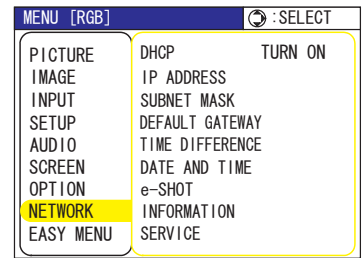 MENU [RGB] :SELECT
PICTURE
IMAGE
INPUT
SETUP
AUDIO
SCREEN
OPTION
NETWORK
EASY MENU
DHCP TURN ON
IP ADDRESS
SUBNET MASK
DEFAULT GATEWAY
TIME DIFFERENCE
DATE AND TIME
e-SHOT
INFORMATION
SERVICE